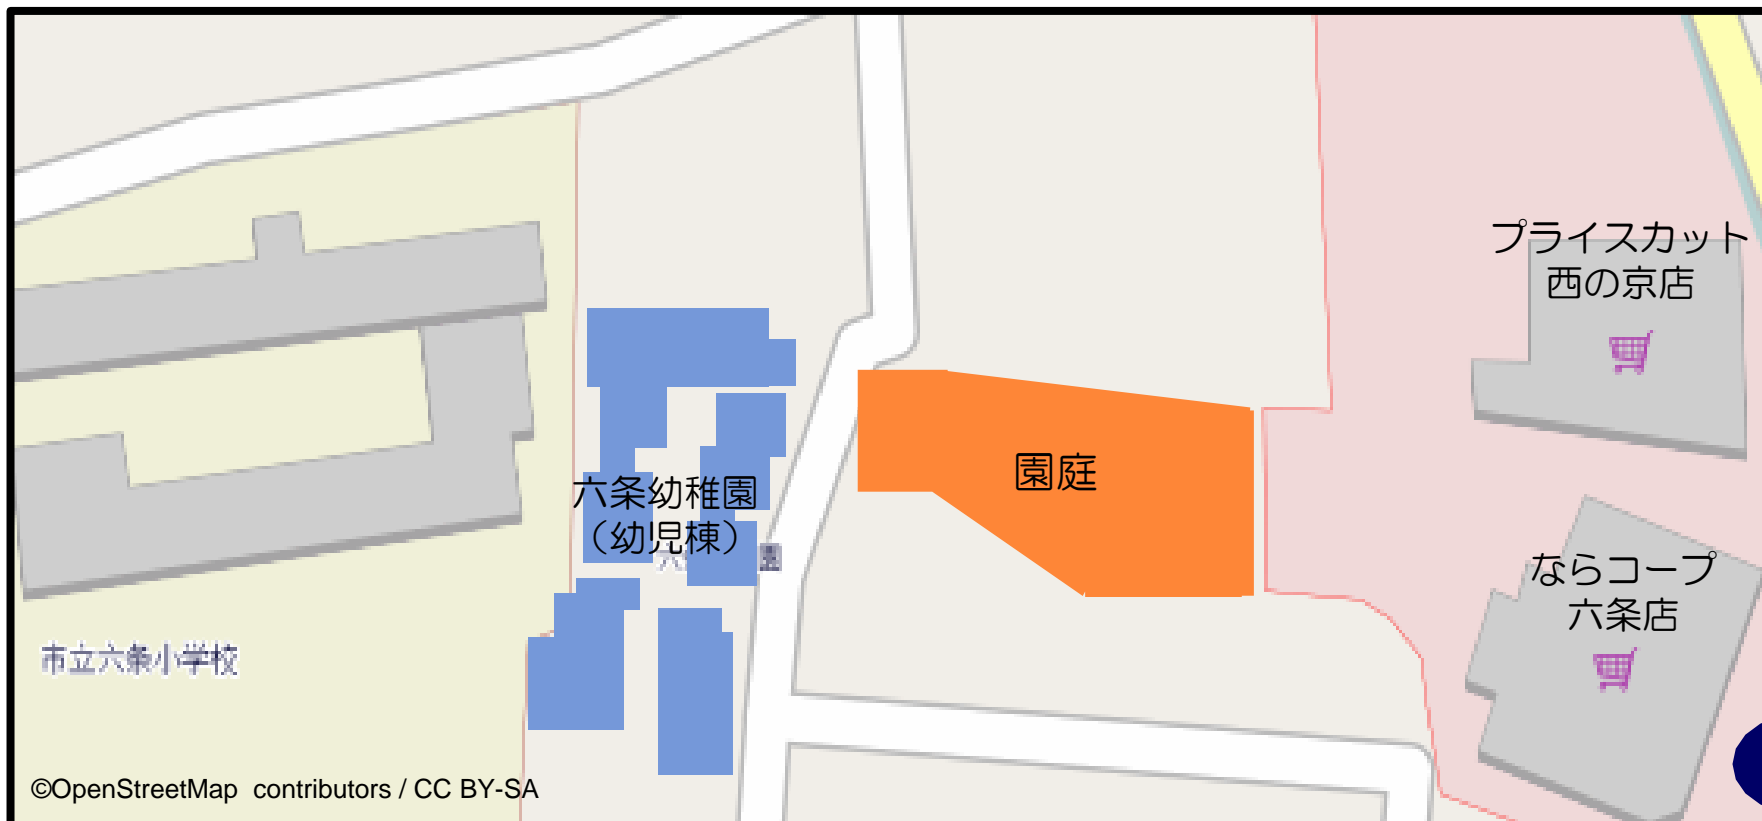 プライスカット
西の京店
園庭
六条幼稚園
（幼児棟）
園
ならコープ
六条店
市立六条小学校
©OpenStreetMap contributors / CC BY-SA